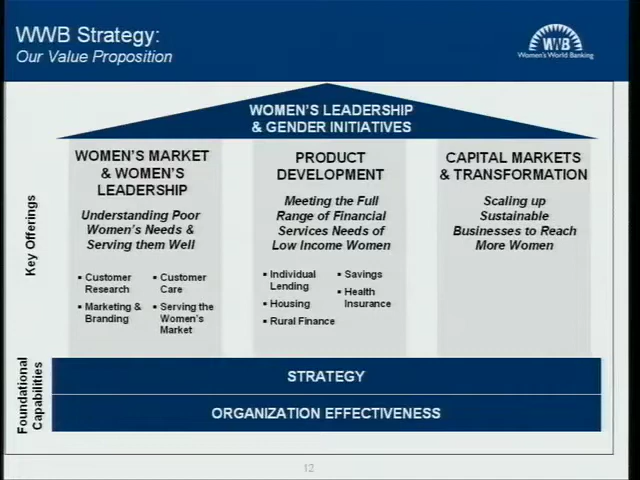 WWB Strategy:
Our Value Proposition
WWB
Women's World Banking
WOMEN'S LEADERSHIP
& GENDER INITIATIVES
Key Offerings
WOMEN'S MARKET
& WOMEN'S
LEADERSHIP
Understanding Poor
Women's Needs &
Serving them Well
▪ Customer
Research
▪ Marketing &
Branding
▪ Customer
Care
▪ Serving the
Women's
Market
PRODUCT
DEVELOPMENT
Meeting the Full
Range of Financial
Services Needs of
Low Income Women
▪ Individual
Lending
▪ Housing
▪ Rural Finance
▪ Savings
▪ Health
Insurance
CAPITAL MARKETS
& TRANSFORMATION
Scaling up
Sustainable
Businesses to Reach
More Women
Foundational
Capabilities
STRATEGY
ORGANIZATION EFFECTIVENESS
12